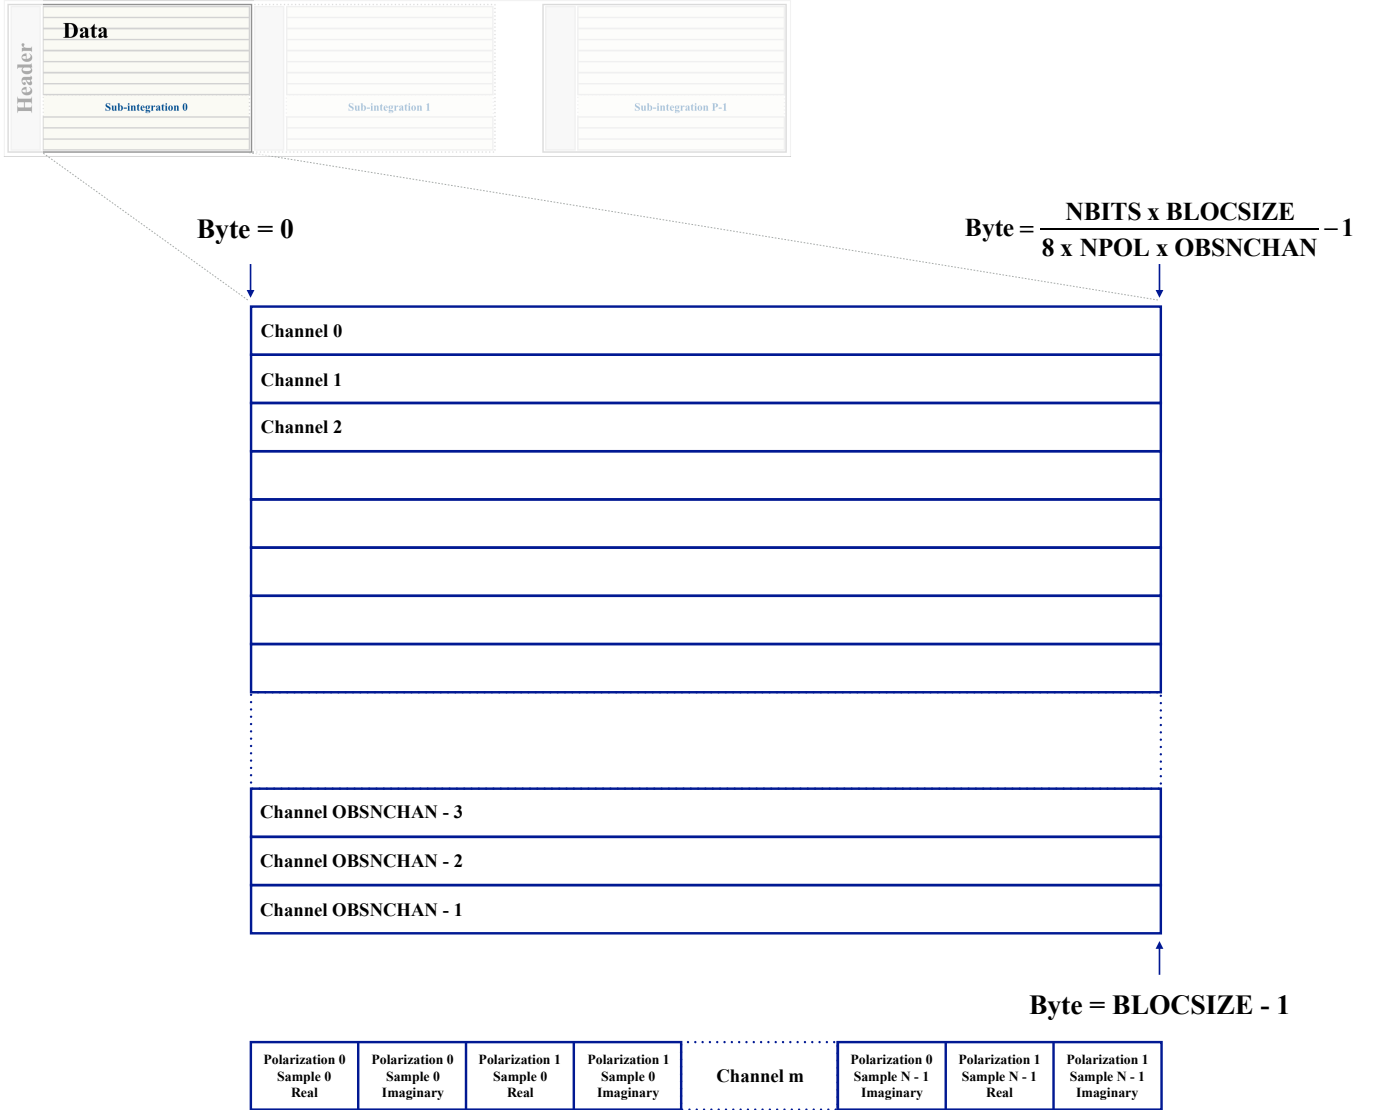 Header
Data
Sub-integration 0
Sub-integration 1
Sub-integration P-1
Byte = 0
Byte = NBITS x BLOCSIZE / 8 x NPOL x OBSNCHAN − 1
Channel 0
Channel 1
Channel 2
Channel OBSNCHAN - 3
Channel OBSNCHAN - 2
Channel OBSNCHAN - 1
Byte = BLOCSIZE - 1
Polarization 0
Sample 0
Real
Polarization 0
Sample 0
Imaginary
Polarization 1
Sample 0
Real
Polarization 1
Sample 0
Imaginary
Channel m
Polarization 0
Sample N - 1
Imaginary
Polarization 1
Sample N - 1
Real
Polarization 1
Sample N - 1
Imaginary